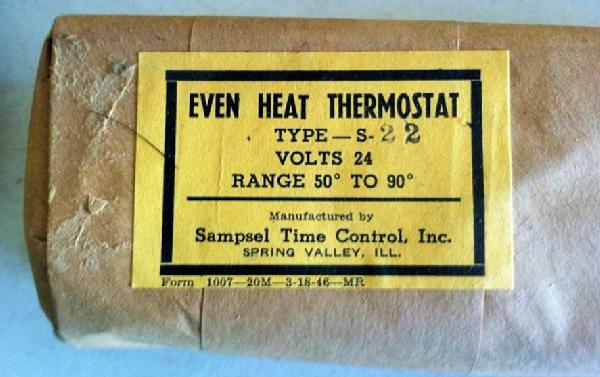 EVEN HEAT THERMOSTAT
TYPE—S-22
VOLTS 24
RANGE 50° TO 90°
Manufactured by
Sampsel Time Control, Inc.
SPRING VALLEY, ILL.
Form 1007—20M—3-18-46—MR